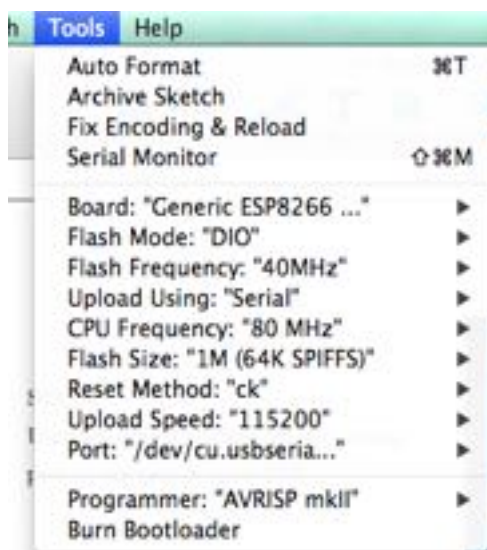 Tools Help
Auto Format ⌘T
Archive Sketch
Fix Encoding & Reload
Serial Monitor ⇧⌘M
Board: "Generic ESP8266 ..."
Flash Mode: "DIO"
Flash Frequency: "40MHz"
Upload Using: "Serial"
CPU Frequency: "80 MHz"
Flash Size: "1M (64K SPIFFS)"
Reset Method: "ck"
Upload Speed: "115200"
Port: "/dev/cu.usbseria..."
Programmer: "AVRISP mkII"
Burn Bootloader